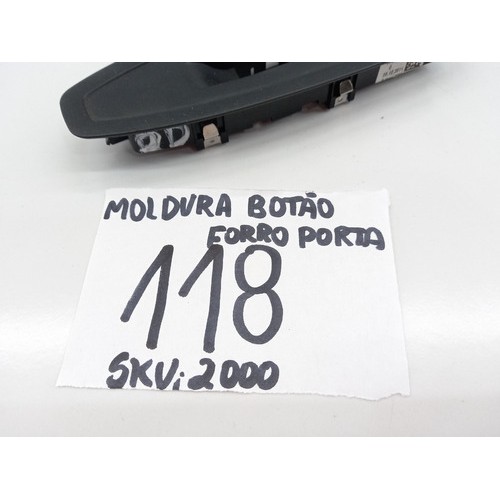 MOLDURA BOTÃO
FORRO PORTA
118
SKU: 2000